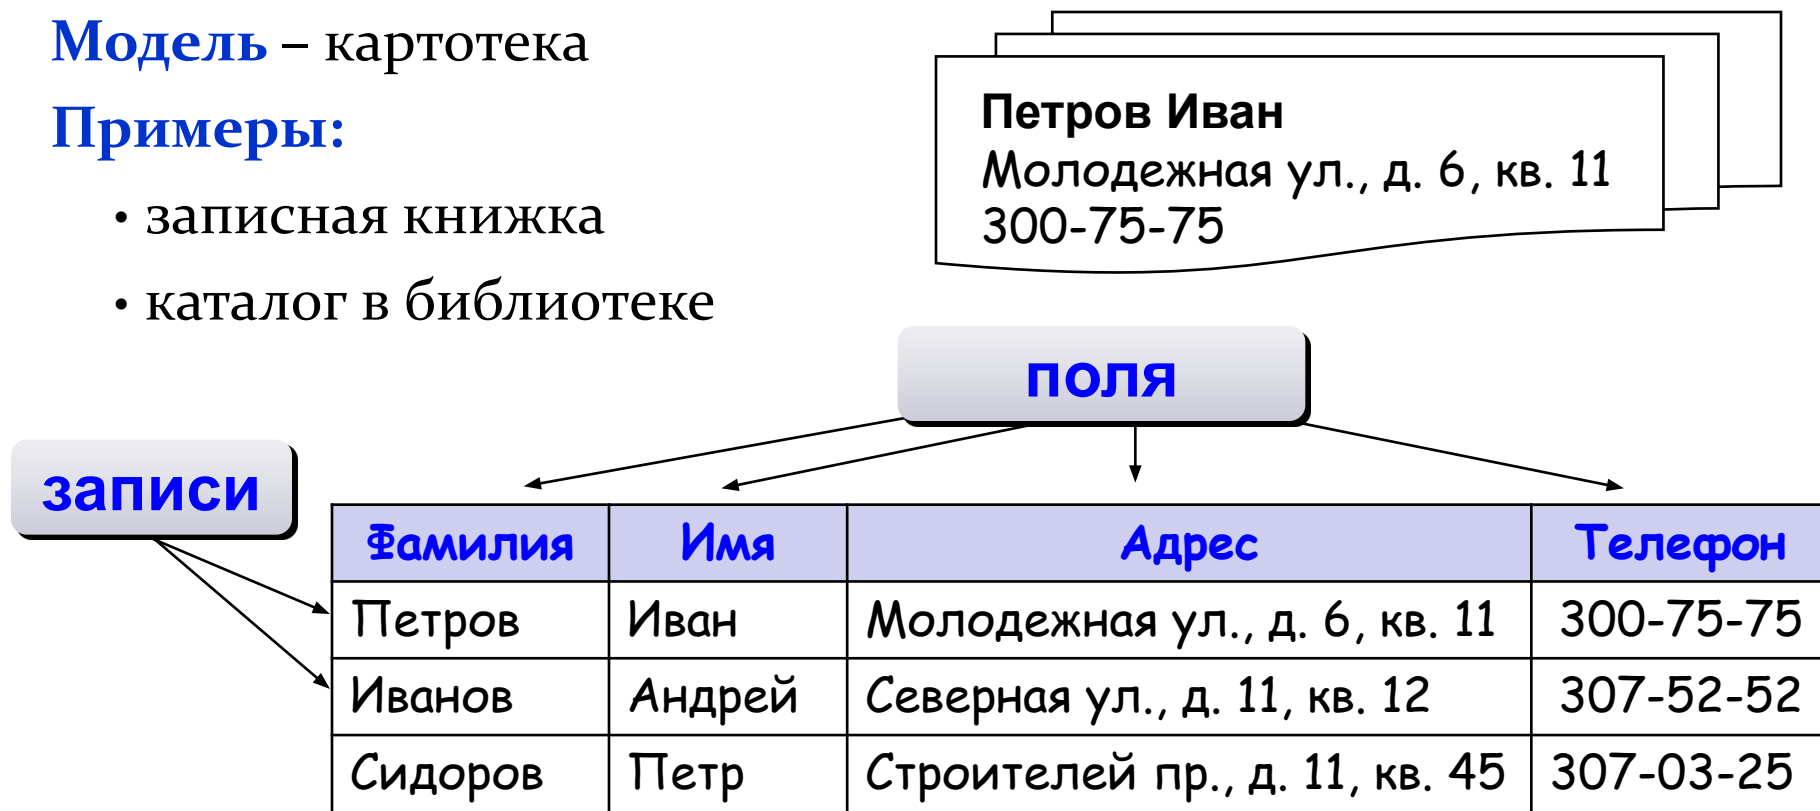 Модель – картотека
Примеры:
• записная книжка
• каталог в библиотеке
Петров Иван
Молодежная ул., д. 6, кв. 11
300-75-75
поля
записи
Фамилия Имя Адрес Телефон
Петров Иван Молодежная ул., д. 6, кв. 11 300-75-75
Иванов Андрей Северная ул., д. 11, кв. 12 307-52-52
Сидоров Петр Строителей пр., д. 11, кв. 45 307-03-25